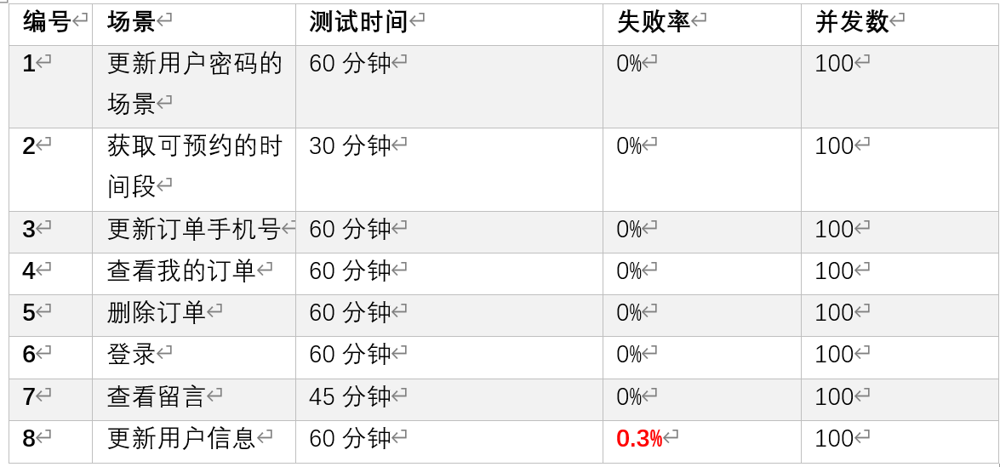 编号 场景 测试时间 失败率 并发数
1 更新用户密码的 60 分钟 0% 100
场景
2 获取可预约的时 30 分钟 0% 100
间段
3 更新订单手机号 60 分钟 0% 100
4 查看我的订单 60 分钟 0% 100
5 删除订单 60 分钟 0% 100
6 登录 60 分钟 0% 100
7 查看留言 45 分钟 0% 100
8 更新用户信息 60 分钟 0.3% 100